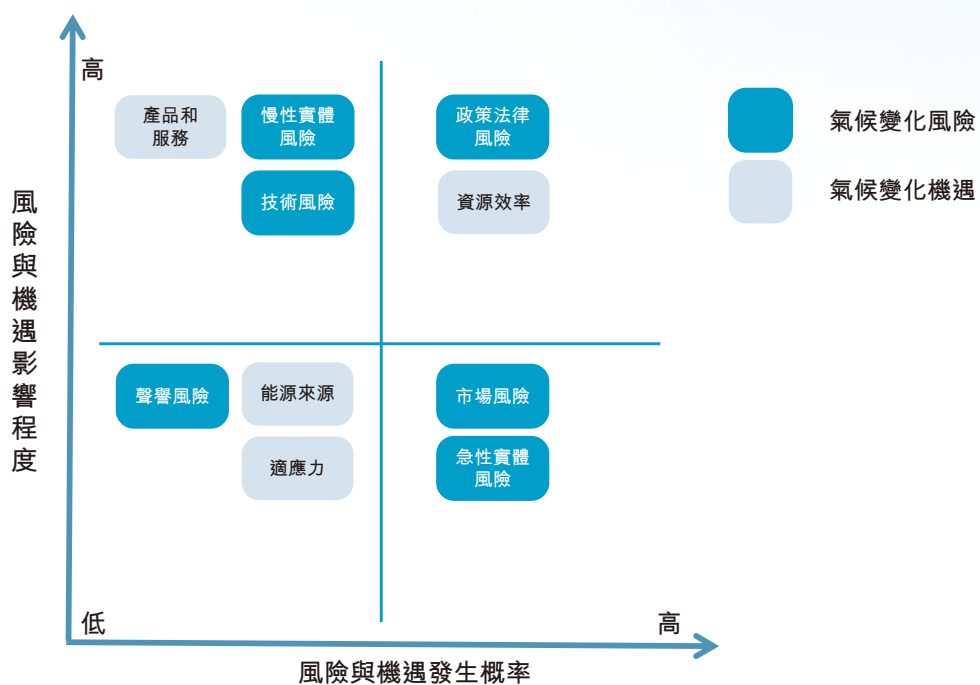 高
產品和
服務
慢性實體
風險
政策法律
風險
技術風險
資源效率
氣候變化風險
氣候變化機遇
風險與機遇影響程度
聲譽風險
能源來源
市場風險
適應力
急性實體
風險
低
高
風險與機遇發生概率